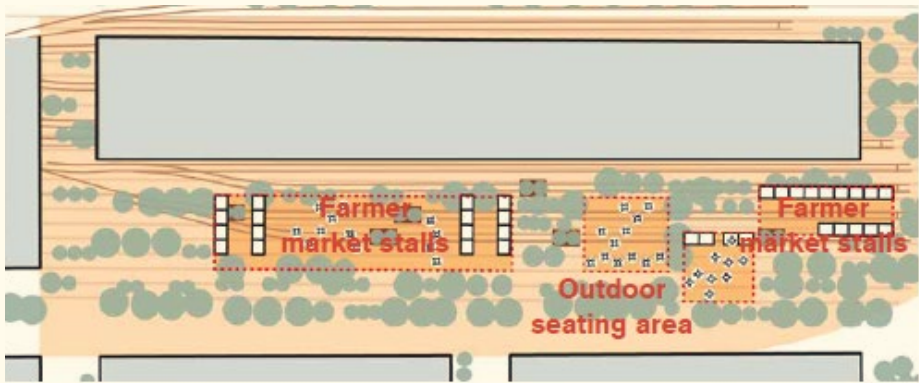 Farmer
market stalls
Farmer
market stalls
Outdoor
seating area